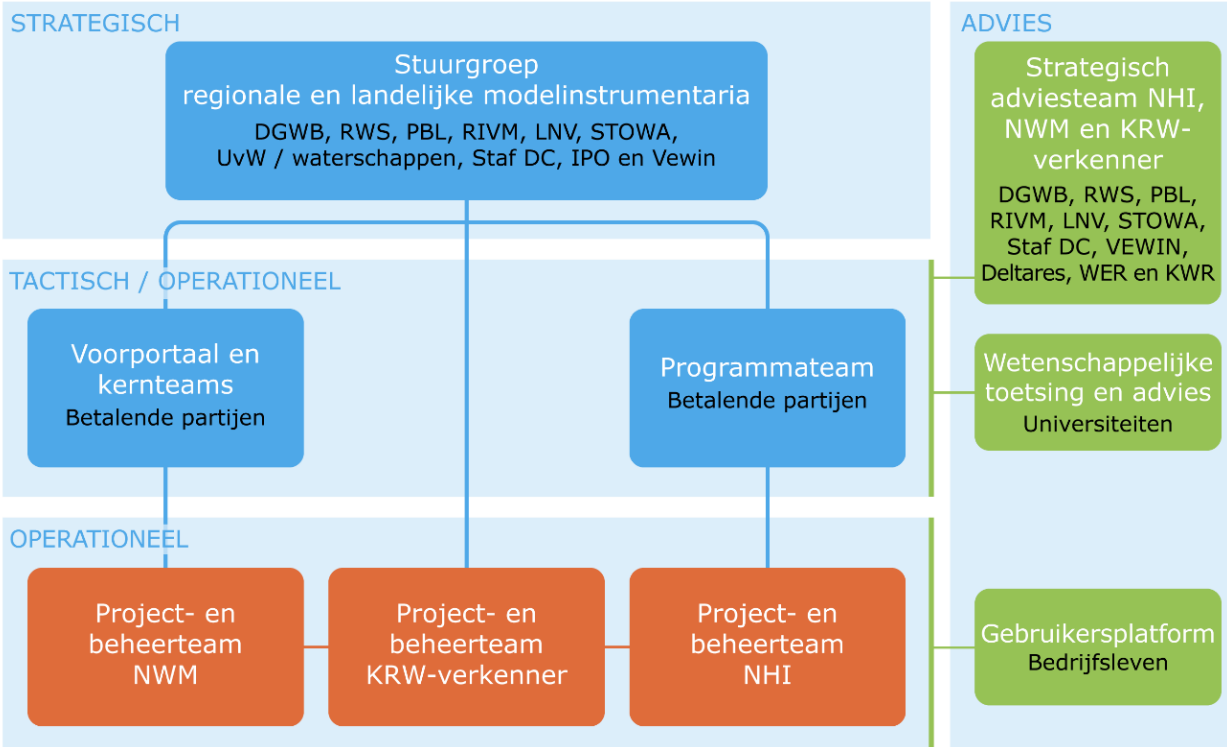 STRATEGISCH
Stuurgroep
regionale en landelijke modelinstrumentaria
DGWB, RWS, PBL, RIVM, LNV, STOWA,
UvW / waterschappen, Staf DC, IPO en Vewin
TACTISCH / OPERATIONEEL
Voorportaal en
kernteams
Betalende partijen
Programmateam
Betalende partijen
OPERATIONEEL
Project- en
beheerteam
NWM
Project- en
beheerteam
KRW-verkenner
Project- en
beheerteam
NHI
ADVIES
Strategisch
adviesteam NHI,
NWM en KRW-
verkenner
DGWB, RWS, PBL,
RIVM, LNV, STOWA,
Staf DC, VEWIN,
Deltares, WER en KWR
Wetenschappelijke
toetsing en advies
Universiteiten
Gebruikersplatform
Bedrijfsleven